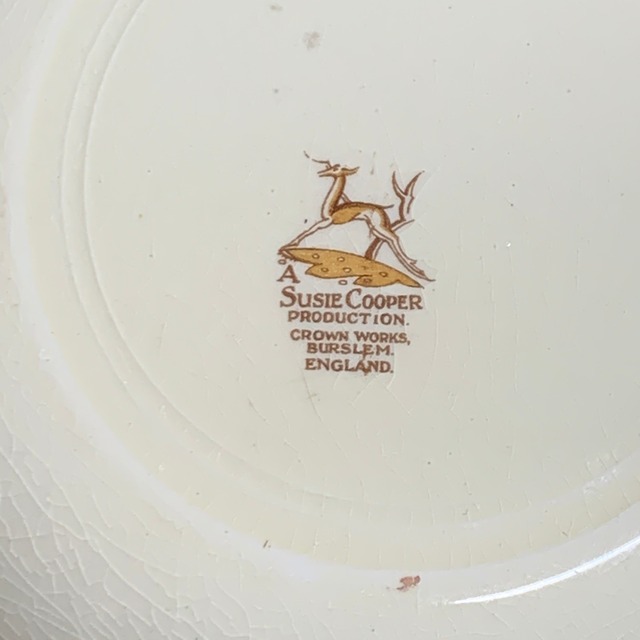 A
SUSIE COOPER
PRODUCTION.
CROWN WORKS,
BURSLEM.
ENGLAND.